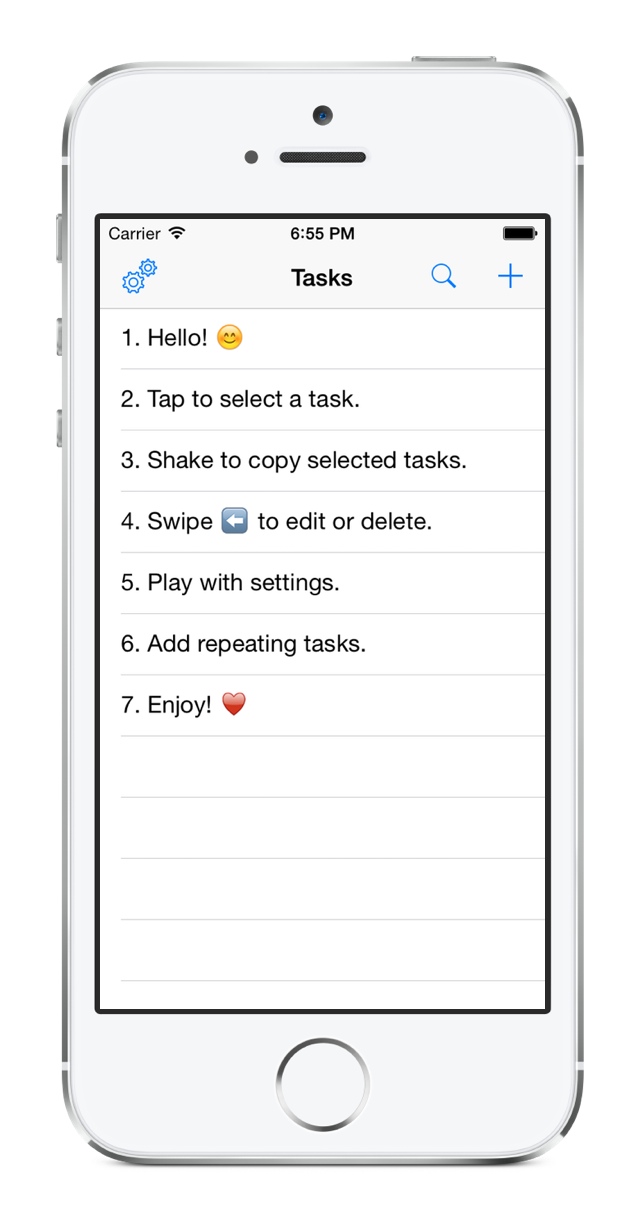 Carrier 6:55 PM
Tasks
1. Hello! 😊
2. Tap to select a task.
3. Shake to copy selected tasks.
4. Swipe ⬅️ to edit or delete.
5. Play with settings.
6. Add repeating tasks.
7. Enjoy! ❤️